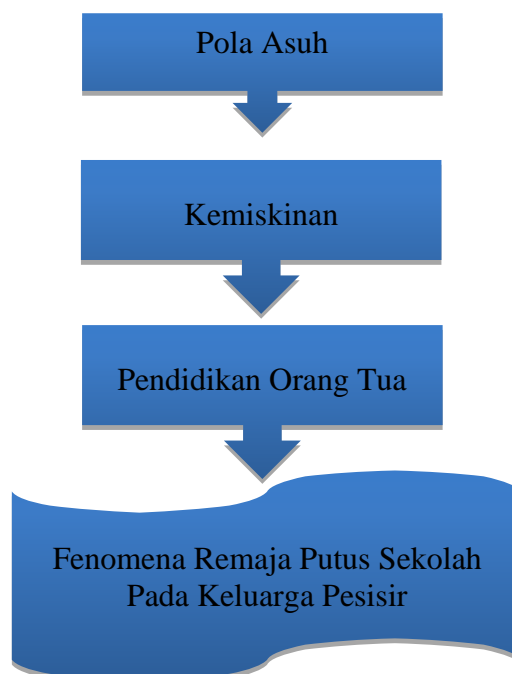 Pola Asuh
Kemiskinan
Pendidikan Orang Tua
Fenomena Remaja Putus Sekolah
Pada Keluarga Pesisir